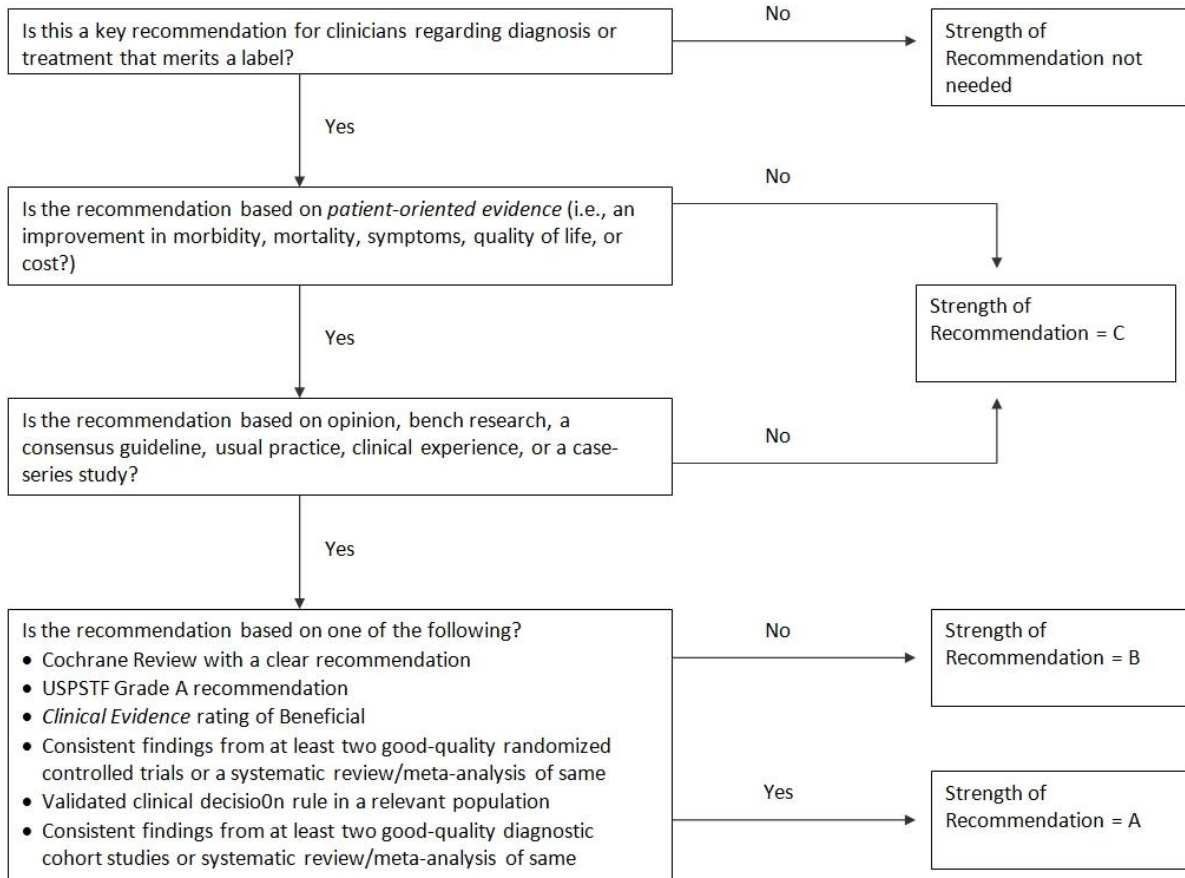 Is this a key recommendation for clinicians regarding diagnosis or
treatment that merits a label?
No
Strength of
Recommendation not
needed
Yes
Is the recommendation based on patient-oriented evidence (i.e., an
improvement in morbidity, mortality, symptoms, quality of life, or
cost?)
No
Strength of
Recommendation = C
Yes
Is the recommendation based on opinion, bench research, a
consensus guideline, usual practice, clinical experience, or a case-
series study?
No
Yes
Is the recommendation based on one of the following?
• Cochrane Review with a clear recommendation
• USPSTF Grade A recommendation
• Clinical Evidence rating of Beneficial
• Consistent findings from at least two good-quality randomized
controlled trials or a systematic review/meta-analysis of same
• Validated clinical decisio0n rule in a relevant population
• Consistent findings from at least two good-quality diagnostic
cohort studies or systematic review/meta-analysis of same
No
Strength of
Recommendation = B
Yes
Strength of
Recommendation = A